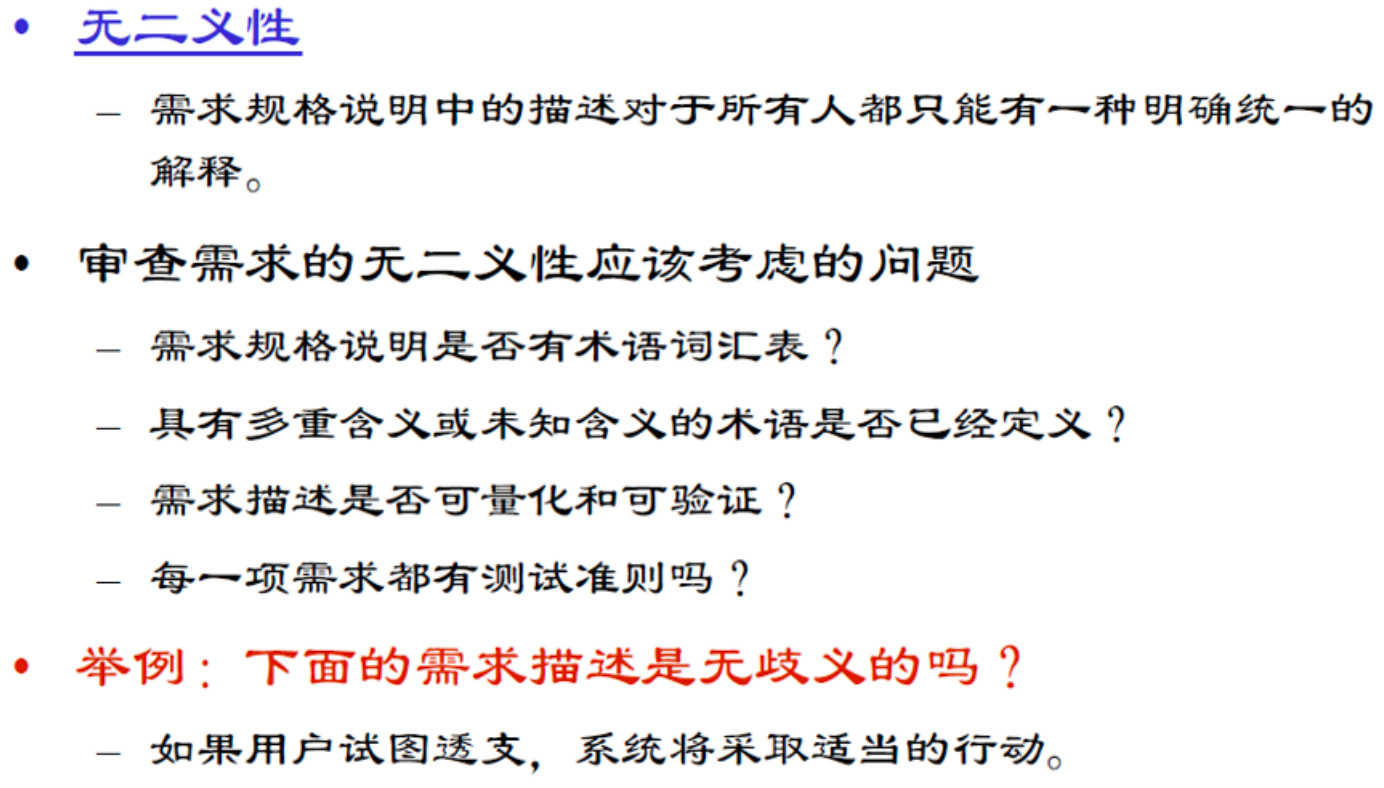 • 无二义性
– 需求规格说明中的描述对于所有人都只能有一种明确统一的
解释。
• 审查需求的无二义性应该考虑的问题
– 需求规格说明是否有术语词汇表？
– 具有多重含义或未知含义的术语是否已经定义？
– 需求描述是否可量化和可验证？
– 每一项需求都有测试准则吗？
• 举例：下面的需求描述是无歧义的吗？
– 如果用户试图透支，系统将采取适当的行动。